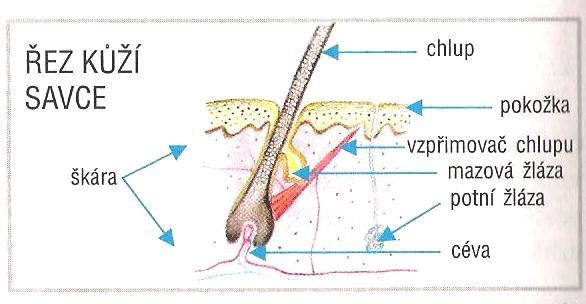 ŘEZ KŮŽÍ
SAVCE
chlup
pokožka
vzpřimovač chlupu
mazová žláza
potní žláza
škára
céva